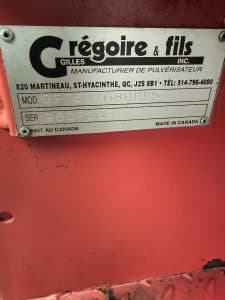 Grégoire & fils
GILLES INC.
MANUFACTURIER DE PULVÉRISATEUR
820 MARTINEAU, ST-HYACINTHE, QC, J2S 8B1 • TÉL: 514-796-4080
MOD.
SER.
FAIT AU CANADA MADE IN CANADA